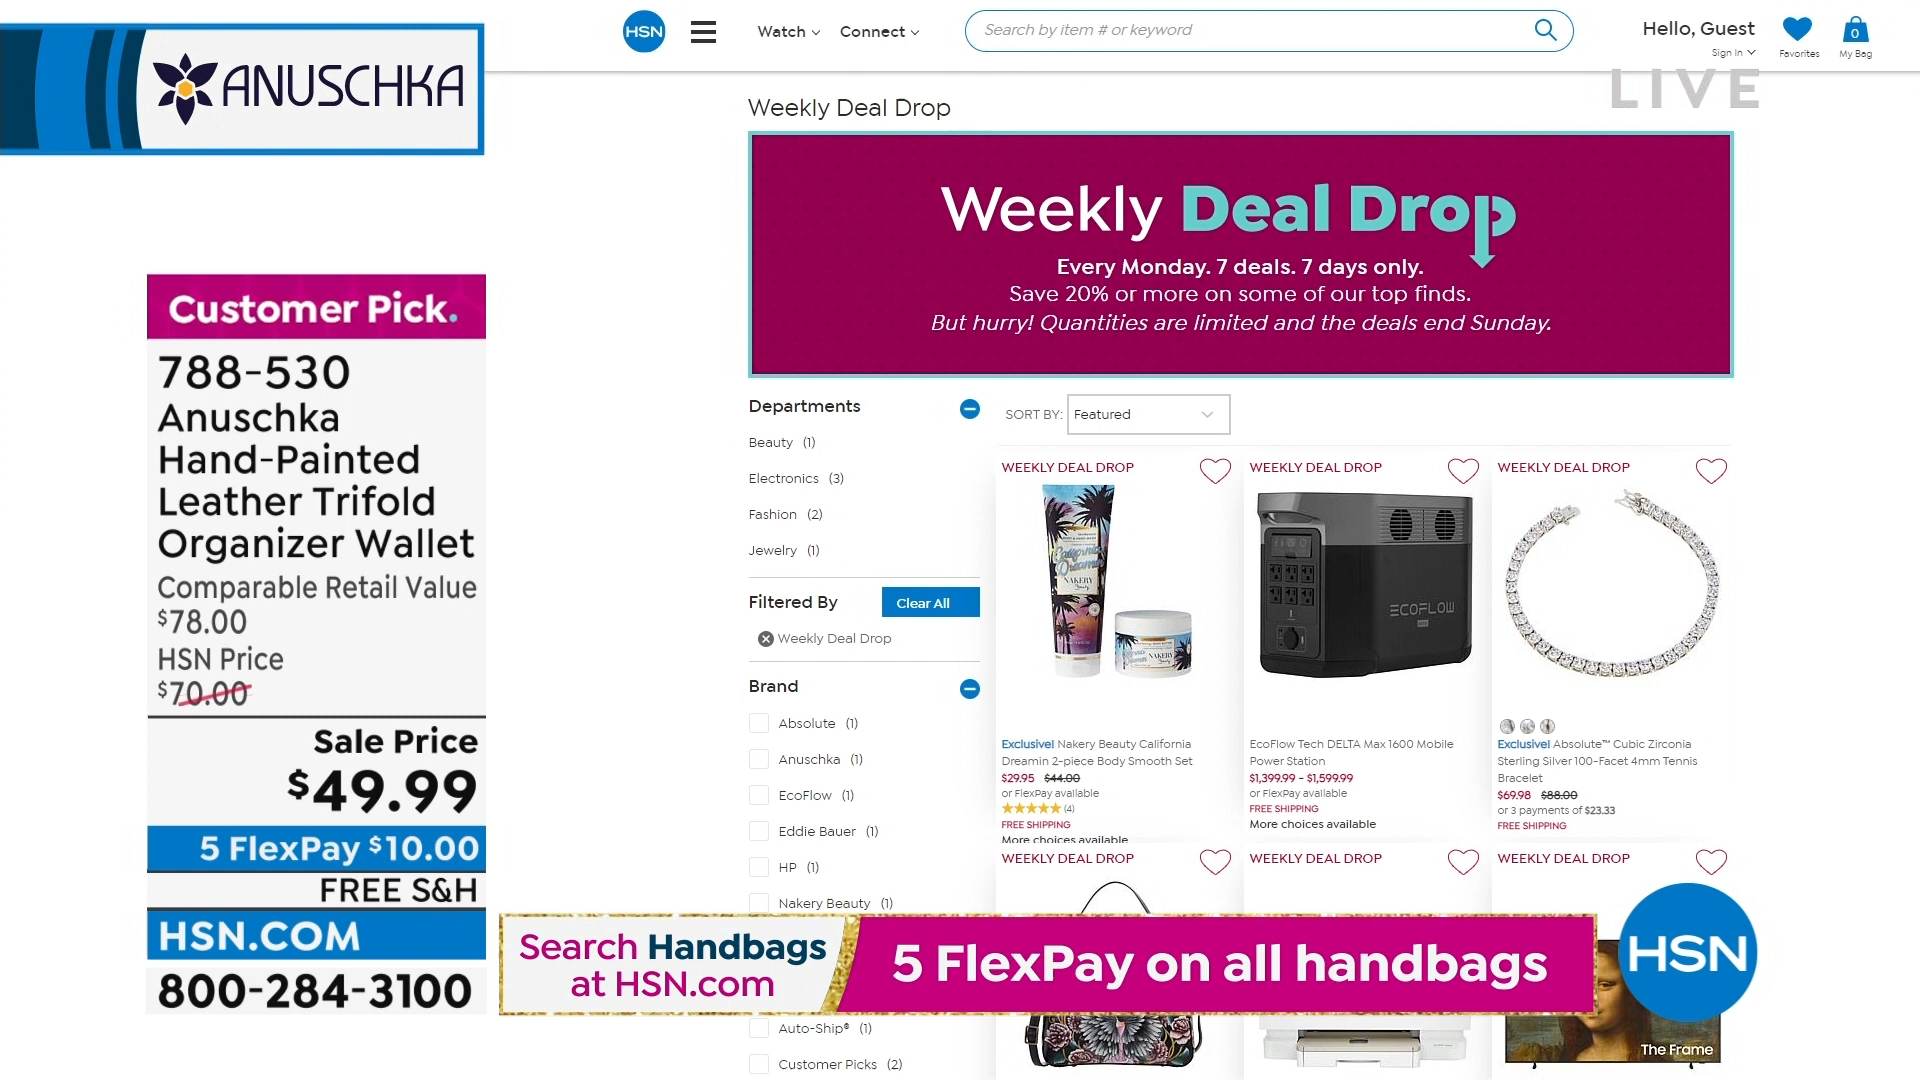 ANUSCHKA
Customer Pick.
788-530
Anuschka
Hand-Painted
Leather Trifold
Organizer Wallet
Comparable Retail Value
$78.00
HSN Price
$70.00
Sale Price
$49.99
5 FlexPay $10.00
FREE S&H
HSN.COM
800-284-3100
HSN
Watch
Connect
Search by item # or keyword
Hello, Guest
Sign In
Favorites
0
My Bag
LIVE
Weekly Deal Drop
Weekly Deal Drop
Every Monday. 7 deals. 7 days only.
Save 20% or more on some of our top finds.
But hurry! Quantities are limited and the deals end Sunday.
Departments
Beauty (1)
Electronics (3)
Fashion (2)
Jewelry (1)
Filtered By
Clear All
Weekly Deal Drop
Brand
Absolute (1)
Anuschka (1)
EcoFlow (1)
Eddie Bauer (1)
HP (1)
Nakery Beauty (1)
Auto-Ship® (1)
Customer Picks (2)
SORT BY: Featured
WEEKLY DEAL DROP
California
Dreamin
NAKERY
Beauty
NAKERY
Exclusive! Nakery Beauty California
Dreamin 2-piece Body Smooth Set
$29.95 $44.00
or FlexPay available
(4)
FREE SHIPPING
More choices available
WEEKLY DEAL DROP
ECOFLOW
EcoFlow Tech DELTA Max 1600 Mobile
Power Station
$1,399.99 - $1,599.99
or FlexPay available
FREE SHIPPING
More choices available
WEEKLY DEAL DROP
Exclusive! Absolute™ Cubic Zirconia
Sterling Silver 100-Facet 4mm Tennis
Bracelet
$69.98 $88.00
or 3 payments of $23.33
FREE SHIPPING
WEEKLY DEAL DROP
WEEKLY DEAL DROP
WEEKLY DEAL DROP
The Frame
Search Handbags
at HSN.com
5 FlexPay on all handbags
HSN